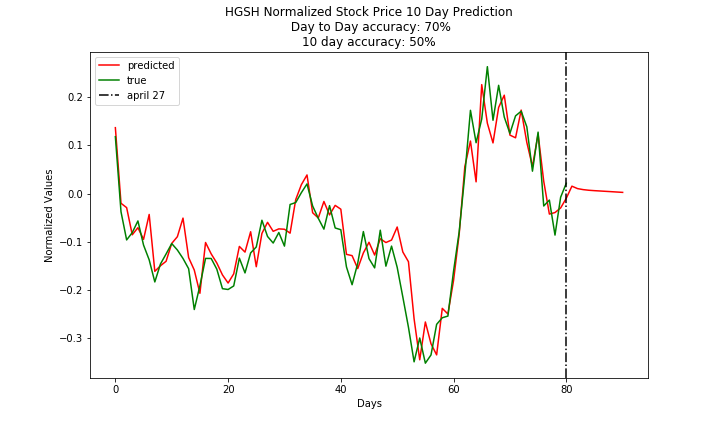 HGSH Normalized Stock Price 10 Day Prediction
Day to Day accuracy: 70%
10 day accuracy: 50%
predicted
true
april 27
0.2
0.1
0.0
−0.1
−0.2
−0.3
Normalized Values
0 20 40 60 80
Days